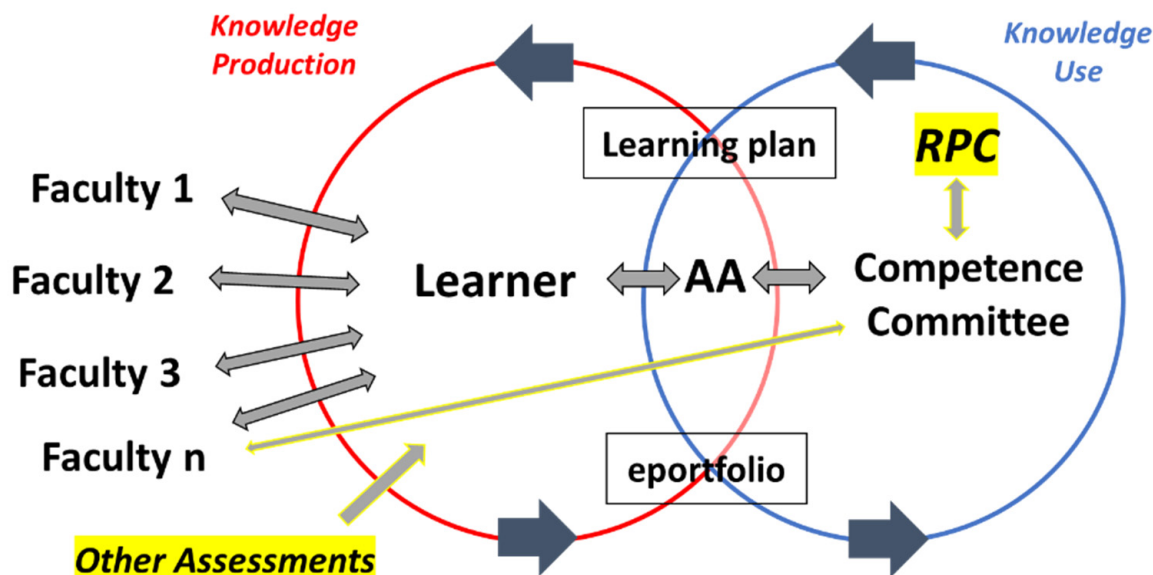 Knowledge
Production
Knowledge
Use
Learning plan
RPC
Faculty 1
Faculty 2
Learner
AA
Competence
Committee
Faculty 3
Faculty n
eportfolio
Other Assessments